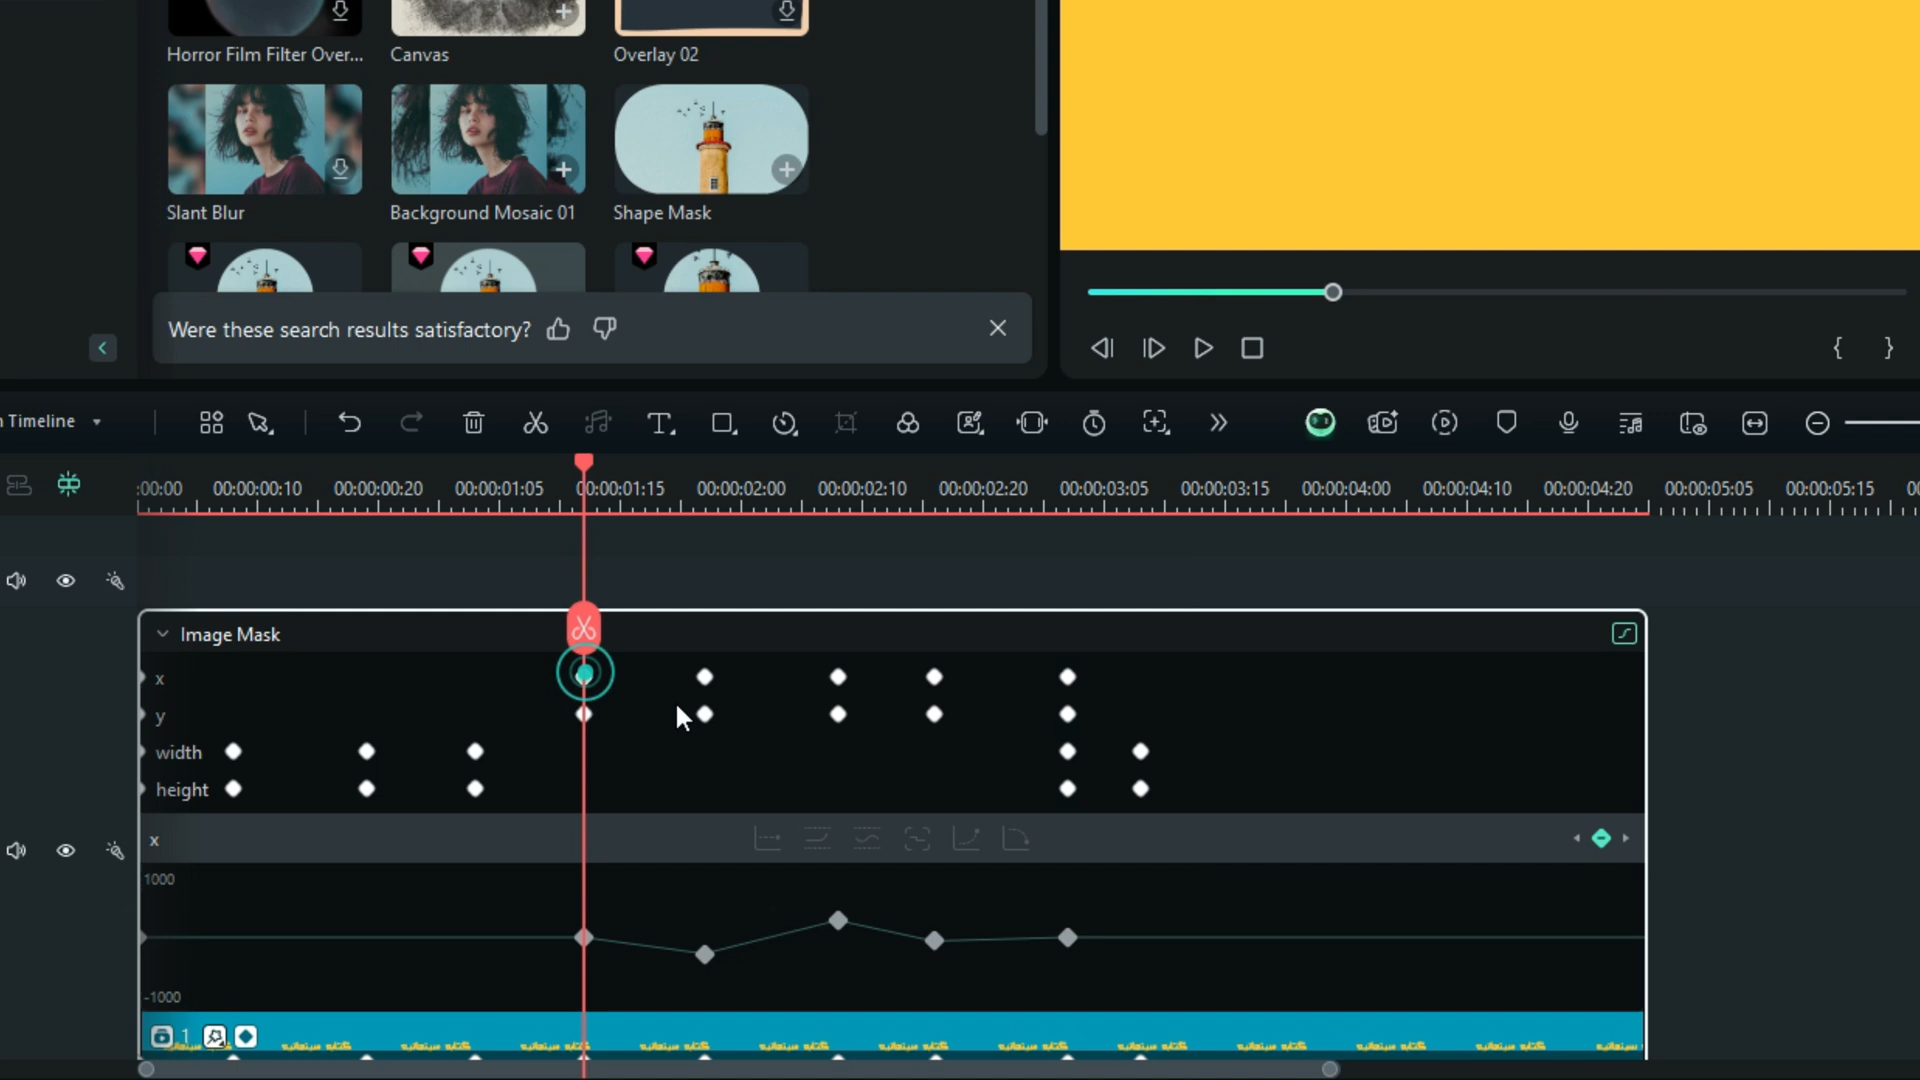 Horror Film Filter Over...
Canvas
Overlay 02
Slant Blur
Background Mosaic 01
Shape Mask
Were these search results satisfactory?
Timeline
:00:00 00:00:00:10 00:00:00:20 00:00:01:05 00:00:01:15 00:00:02:00 00:00:02:10 00:00:02:20 00:00:03:05 00:00:03:15 00:00:04:00 00:00:04:10 00:00:04:20 00:00:05:05 00:00:05:15
Image Mask
x
y
width
height
x
1000
-1000
1